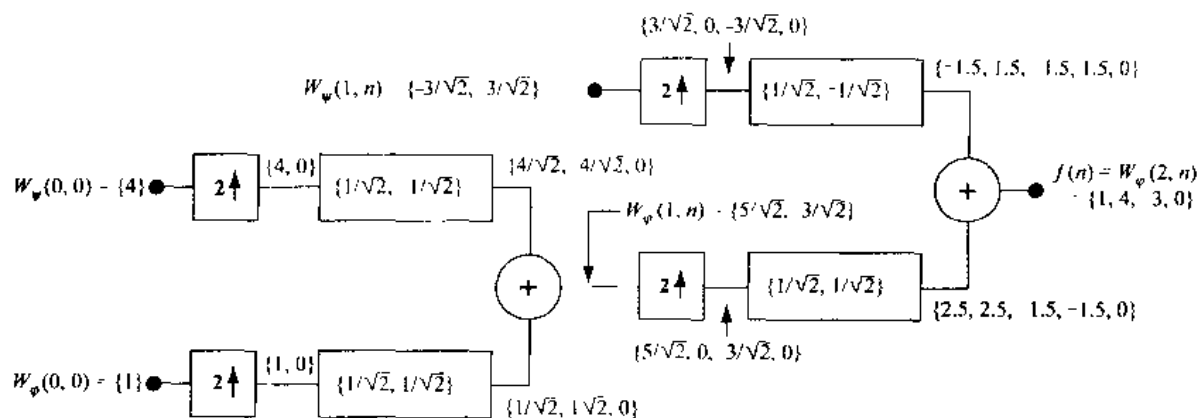 {3/√2, 0, -3/√2, 0}
W_ψ(1, n) {-3/√2, 3/√2}
2↑
{1/√2, -1/√2}
{-1.5, 1.5, 1.5, 1.5, 0}
W_ψ(0, 0) - {4}
2↑
{4, 0}
{1/√2, 1/√2}
{4/√2, 4/√2, 0}
+
f(n) = W_φ(2, n)
- {1, 4, 3, 0}
W_φ(1, n) - {5/√2, 3/√2}
+
2↑
{1/√2, 1/√2}
{2.5, 2.5, 1.5, -1.5, 0}
{5/√2, 0, 3/√2, 0}
W_φ(0, 0) = {1}
2↑
{1, 0}
{1/√2, 1/√2}
{1/√2, 1√2, 0}